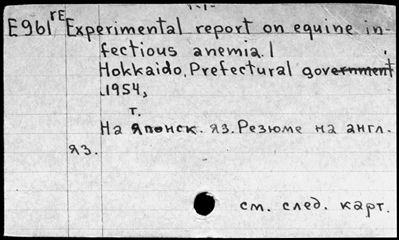 E961 rE Experimental report on equine in-
fectious anemia. |
Hokkaido, Prefectural government
1954,
т.
На японск. яз. Резюме на англ.
яз.
см. след. карт.